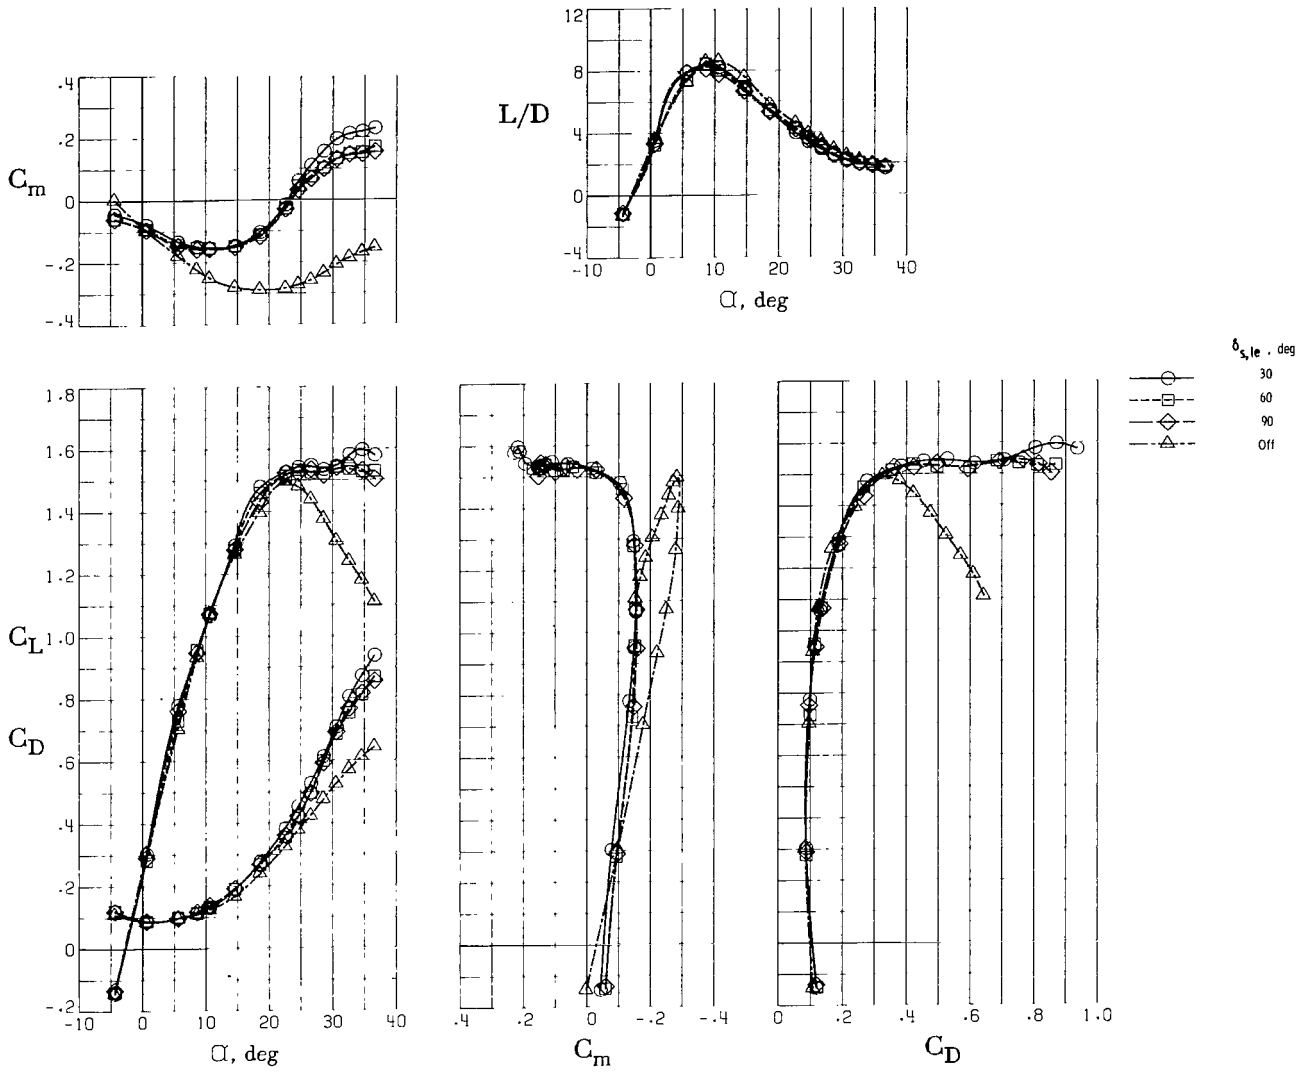 12
8
4
0
-4
L/D
-10
0
10
20
30
40
α, deg
.4
.2
0
-.2
-.4
C_m
δ_s,le , deg
30
60
90
Off
1.8
1.6
1.4
1.2
C_L 1.0
.8
C_D
.6
.4
.2
0
-.2
-10 0 10 20 30 40
α, deg
.4 .2 0 -.2 -.4
C_m
0 .2 .4 .6 .8 1.0
C_D